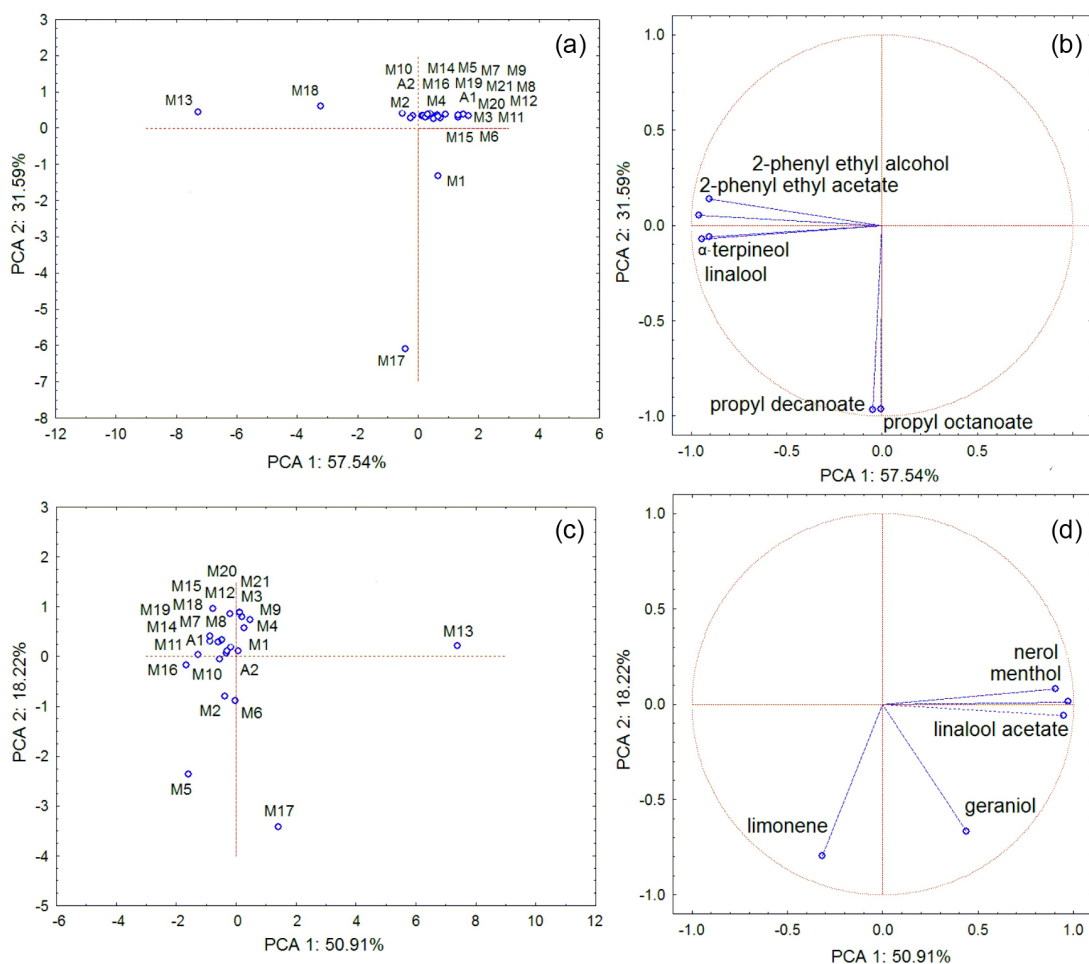 (a)
3
2
1
0
-1
-2
-3
-4
-5
-6
-7
-8
PCA 2: 31.59%
M10 M14 M5 M7 M9
A2 M16 M19 M21 M8
M13 M18 M2 M4 A1 M20 M12
M3 M11
M15 M6
M1
M17
-12 -10 -8 -6 -4 -2 0 2 4 6
PCA 1: 57.54%
(b)
1.0
0.5
0.0
-0.5
-1.0
PCA 2: 31.59%
2-phenyl ethyl alcohol
2-phenyl ethyl acetate
α-terpineol
linalool
propyl decanoate
propyl octanoate
-1.0 -0.5 0.0 0.5
PCA 1: 57.54%
(c)
3
2
1
0
-1
-2
-3
-4
-5
PCA 2: 18.22%
M20
M15 M21
M12 M3
M19 M18 M9
M7 M8 M4
M14
A1 M1 M13
M11
M16 M10 A2
M2 M6
M5
M17
-6 -4 -2 0 2 4 6 8 10 12
PCA 1: 50.91%
(d)
1.0
0.5
0.0
-0.5
-1.0
PCA 2: 18.22%
nerol
menthol
linalool acetate
geraniol
limonene
-1.0 -0.5 0.0 0.5 1.0
PCA 1: 50.91%